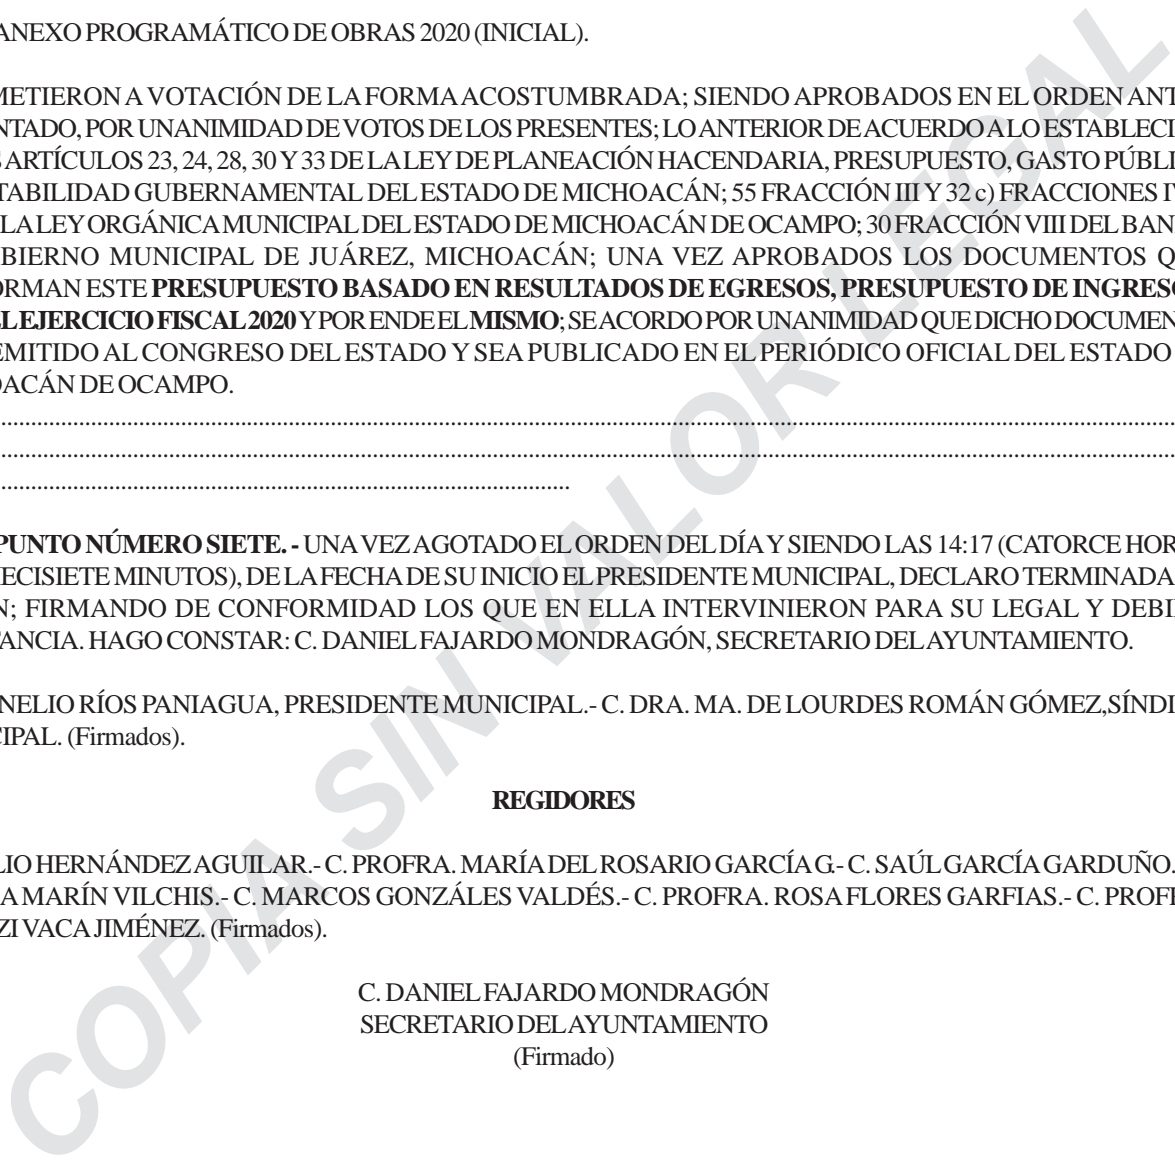 ANEXO PROGRAMÁTICO DE OBRAS 2020 (INICIAL).
METIERON A VOTACIÓN DE LA FORMA ACOSTUMBRADA; SIENDO APROBADOS EN EL ORDEN ANT
NTADO, POR UNANIMIDAD DE VOTOS DE LOS PRESENTES; LO ANTERIOR DE ACUERDO A LO ESTABLECI
S ARTÍCULOS 23, 24, 28, 30 Y 33 DE LA LEY DE PLANEACIÓN HACENDARIA, PRESUPUESTO, GASTO PÚBLI
TABILIDAD GUBERNAMENTAL DEL ESTADO DE MICHOACÁN; 55 FRACCIÓN III Y 32 c) FRACCIONES IV
LA LEY ORGÁNICA MUNICIPAL DEL ESTADO DE MICHOACÁN DE OCAMPO; 30 FRACCIÓN VIII DEL BAN
BIERNO MUNICIPAL DE JUÁREZ, MICHOACÁN; UNA VEZ APROBADOS LOS DOCUMENTOS Q
ORMAN ESTE PRESUPUESTO BASADO EN RESULTADOS DE EGRESOS, PRESUPUESTO DE INGRESO
EL EJERCICIO FISCAL 2020 Y POR ENDE EL MISMO; SE ACORDO POR UNANIMIDAD QUE DICHO DOCUMEN
EMITIDO AL CONGRESO DEL ESTADO Y SEA PUBLICADO EN EL PERIÓDICO OFICIAL DEL ESTADO
OACÁN DE OCAMPO.
PUNTO NÚMERO SIETE. - UNA VEZ AGOTADO EL ORDEN DEL DÍA Y SIENDO LAS 14:17 (CATORCE HOR
IECISIETE MINUTOS), DE LA FECHA DE SU INICIO EL PRESIDENTE MUNICIPAL, DECLARO TERMINADA
N; FIRMANDO DE CONFORMIDAD LOS QUE EN ELLA INTERVINIERON PARA SU LEGAL Y DEBI
TANCIA. HAGO CONSTAR: C. DANIEL FAJARDO MONDRAGÓN, SECRETARIO DEL AYUNTAMIENTO.
NELIO RÍOS PANIAGUA, PRESIDENTE MUNICIPAL.- C. DRA. MA. DE LOURDES ROMÁN GÓMEZ,SÍNDI
CIPAL. (Firmados).
REGIDORES
LIO HERNÁNDEZ AGUILAR.- C. PROFRA. MARÍA DEL ROSARIO GARCÍA G.- C. SAÚL GARCÍA GARDUÑO.
A MARÍN VILCHIS.- C. MARCOS GONZÁLES VALDÉS.- C. PROFRA. ROSA FLORES GARFIAS.- C. PROFR
ZI VACA JIMÉNEZ. (Firmados).
C. DANIEL FAJARDO MONDRAGÓN
SECRETARIO DEL AYUNTAMIENTO
(Firmado)
COPIA SIN VALOR LEGAL